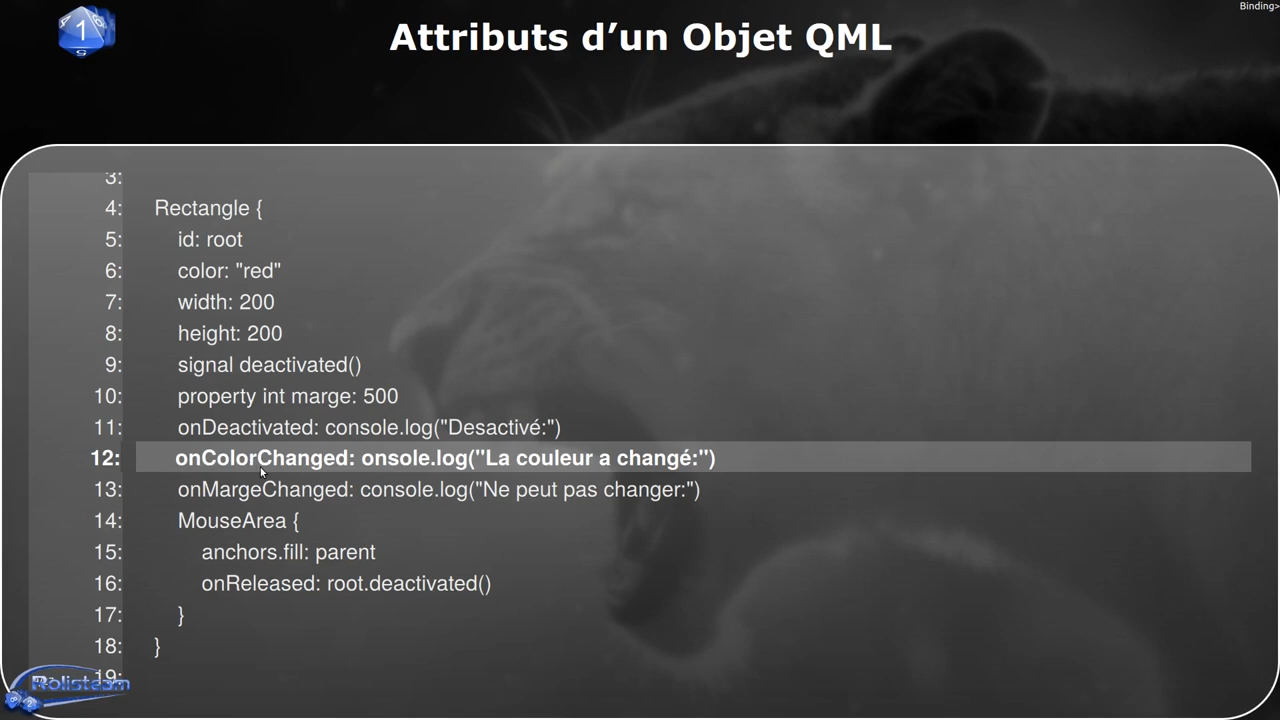 Binding>
1
Attributs d’un Objet QML
3:
4: Rectangle {
5: id: root
6: color: "red"
7: width: 200
8: height: 200
9: signal deactivated()
10: property int marge: 500
11: onDeactivated: console.log("Desactivé:")
12: onColorChanged: onsole.log("La couleur a changé:")
13: onMargeChanged: console.log("Ne peut pas changer:")
14: MouseArea {
15: anchors.fill: parent
16: onReleased: root.deactivated()
17: }
18: }
19:
Rolisteam